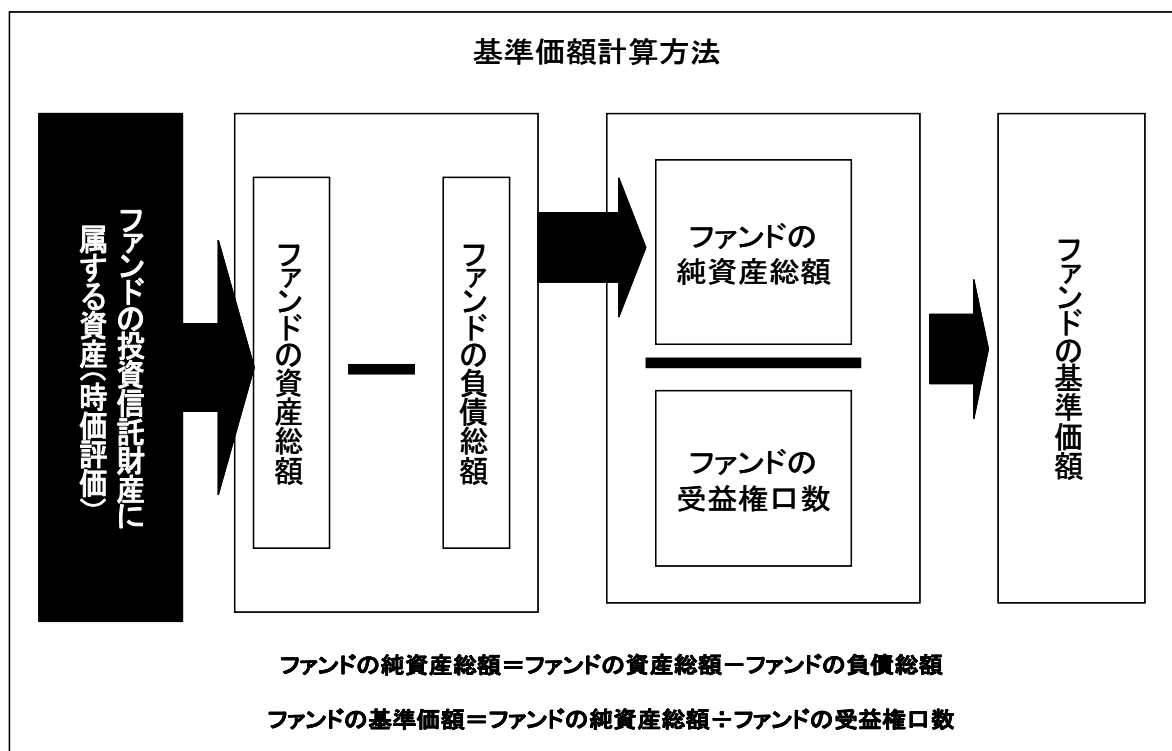 基準価額計算方法
ファンドの投資信託財産に
属する資産(時価評価)
ファンドの資産総額
ファンドの負債総額
ファンドの
純資産総額
ファンドの
受益権口数
ファンドの基準価額
ファンドの純資産総額＝ファンドの資産総額－ファンドの負債総額
ファンドの基準価額＝ファンドの純資産総額÷ファンドの受益権口数